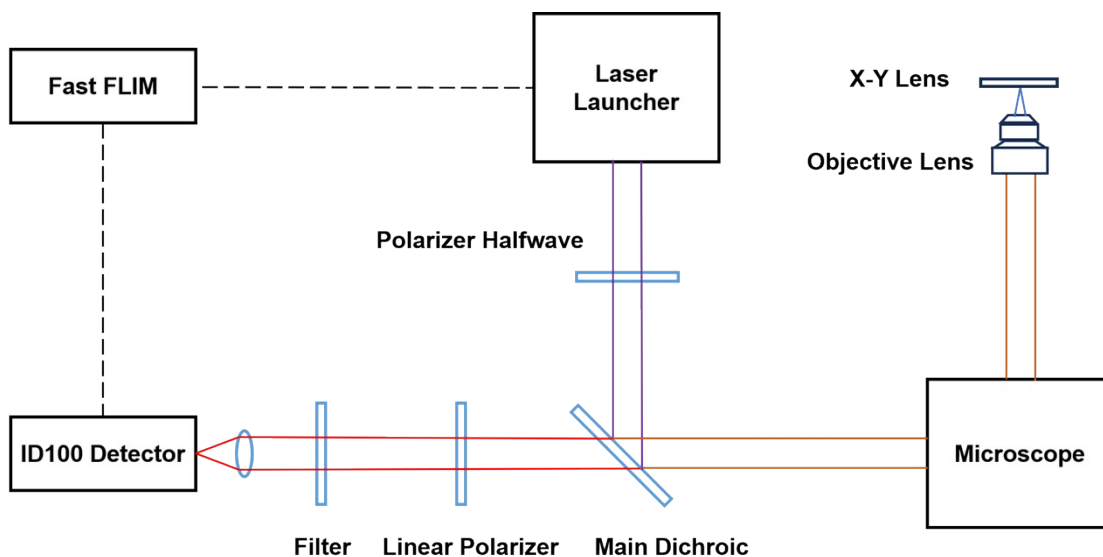 Fast FLIM
Laser
Launcher
X-Y Lens
Objective Lens
Polarizer Halfwave
ID100 Detector
Microscope
Filter
Linear Polarizer
Main Dichroic